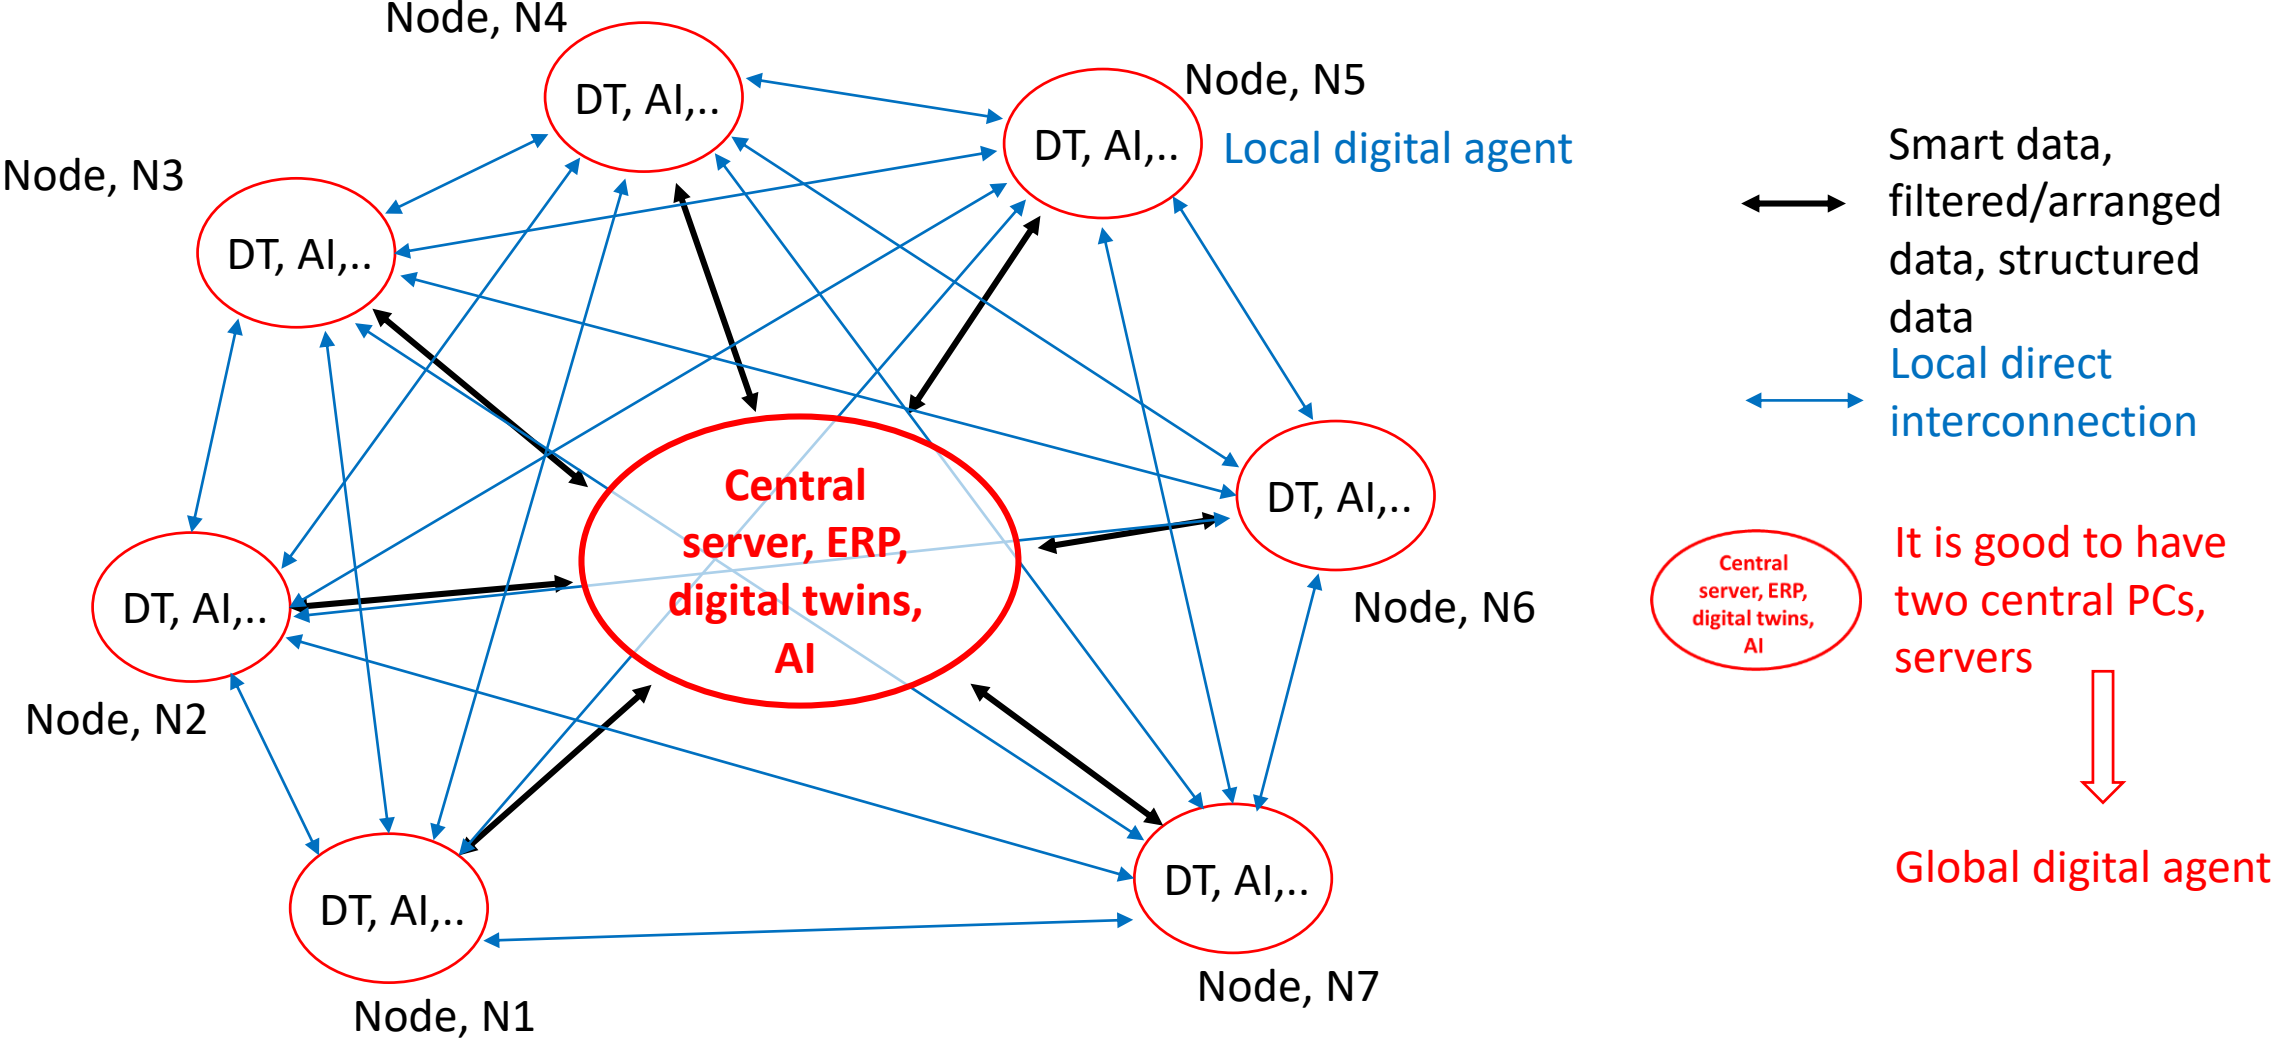 Node, N4
DT, AI,..
Node, N5
DT, AI,..
Local digital agent
Node, N3
DT, AI,..
DT, AI,..
Node, N6
Central
server, ERP,
digital twins,
AI
DT, AI,..
Node, N2
DT, AI,..
Node, N1
DT, AI,..
Node, N7
Smart data,
filtered/arranged
data, structured
data
Local direct
interconnection
Central
server, ERP,
digital twins,
AI
It is good to have
two central PCs,
servers
Global digital agent